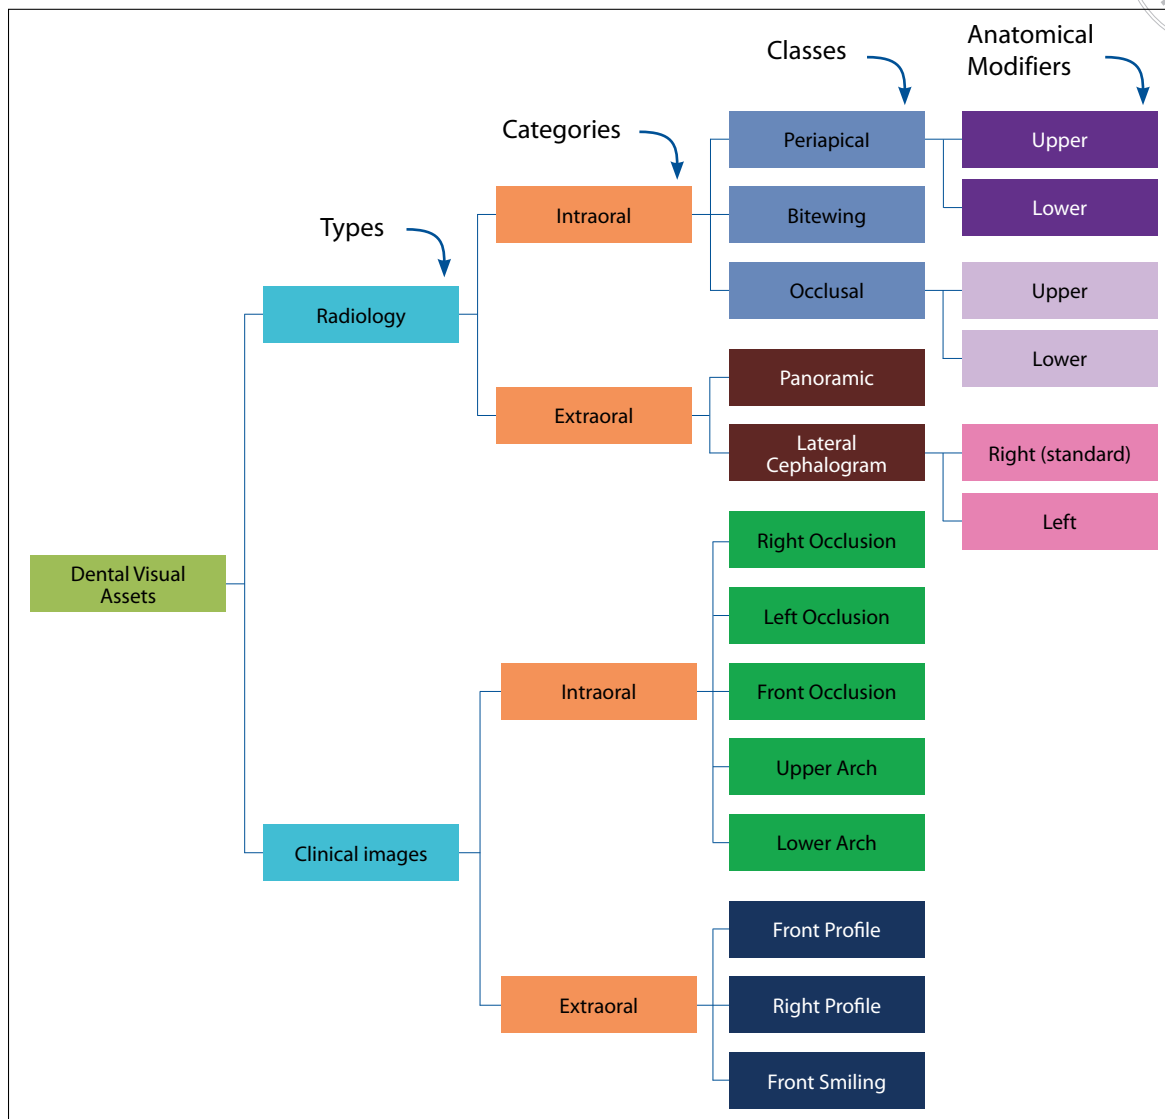 Classes
Anatomical
Modifiers
Categories
Types
Periapical
Upper
Lower
Intraoral
Bitewing
Occlusal
Upper
Lower
Radiology
Extraoral
Panoramic
Lateral
Cephalogram
Right (standard)
Left
Dental Visual
Assets
Right Occlusion
Left Occlusion
Intraoral
Front Occlusion
Upper Arch
Lower Arch
Clinical images
Front Profile
Extraoral
Right Profile
Front Smiling